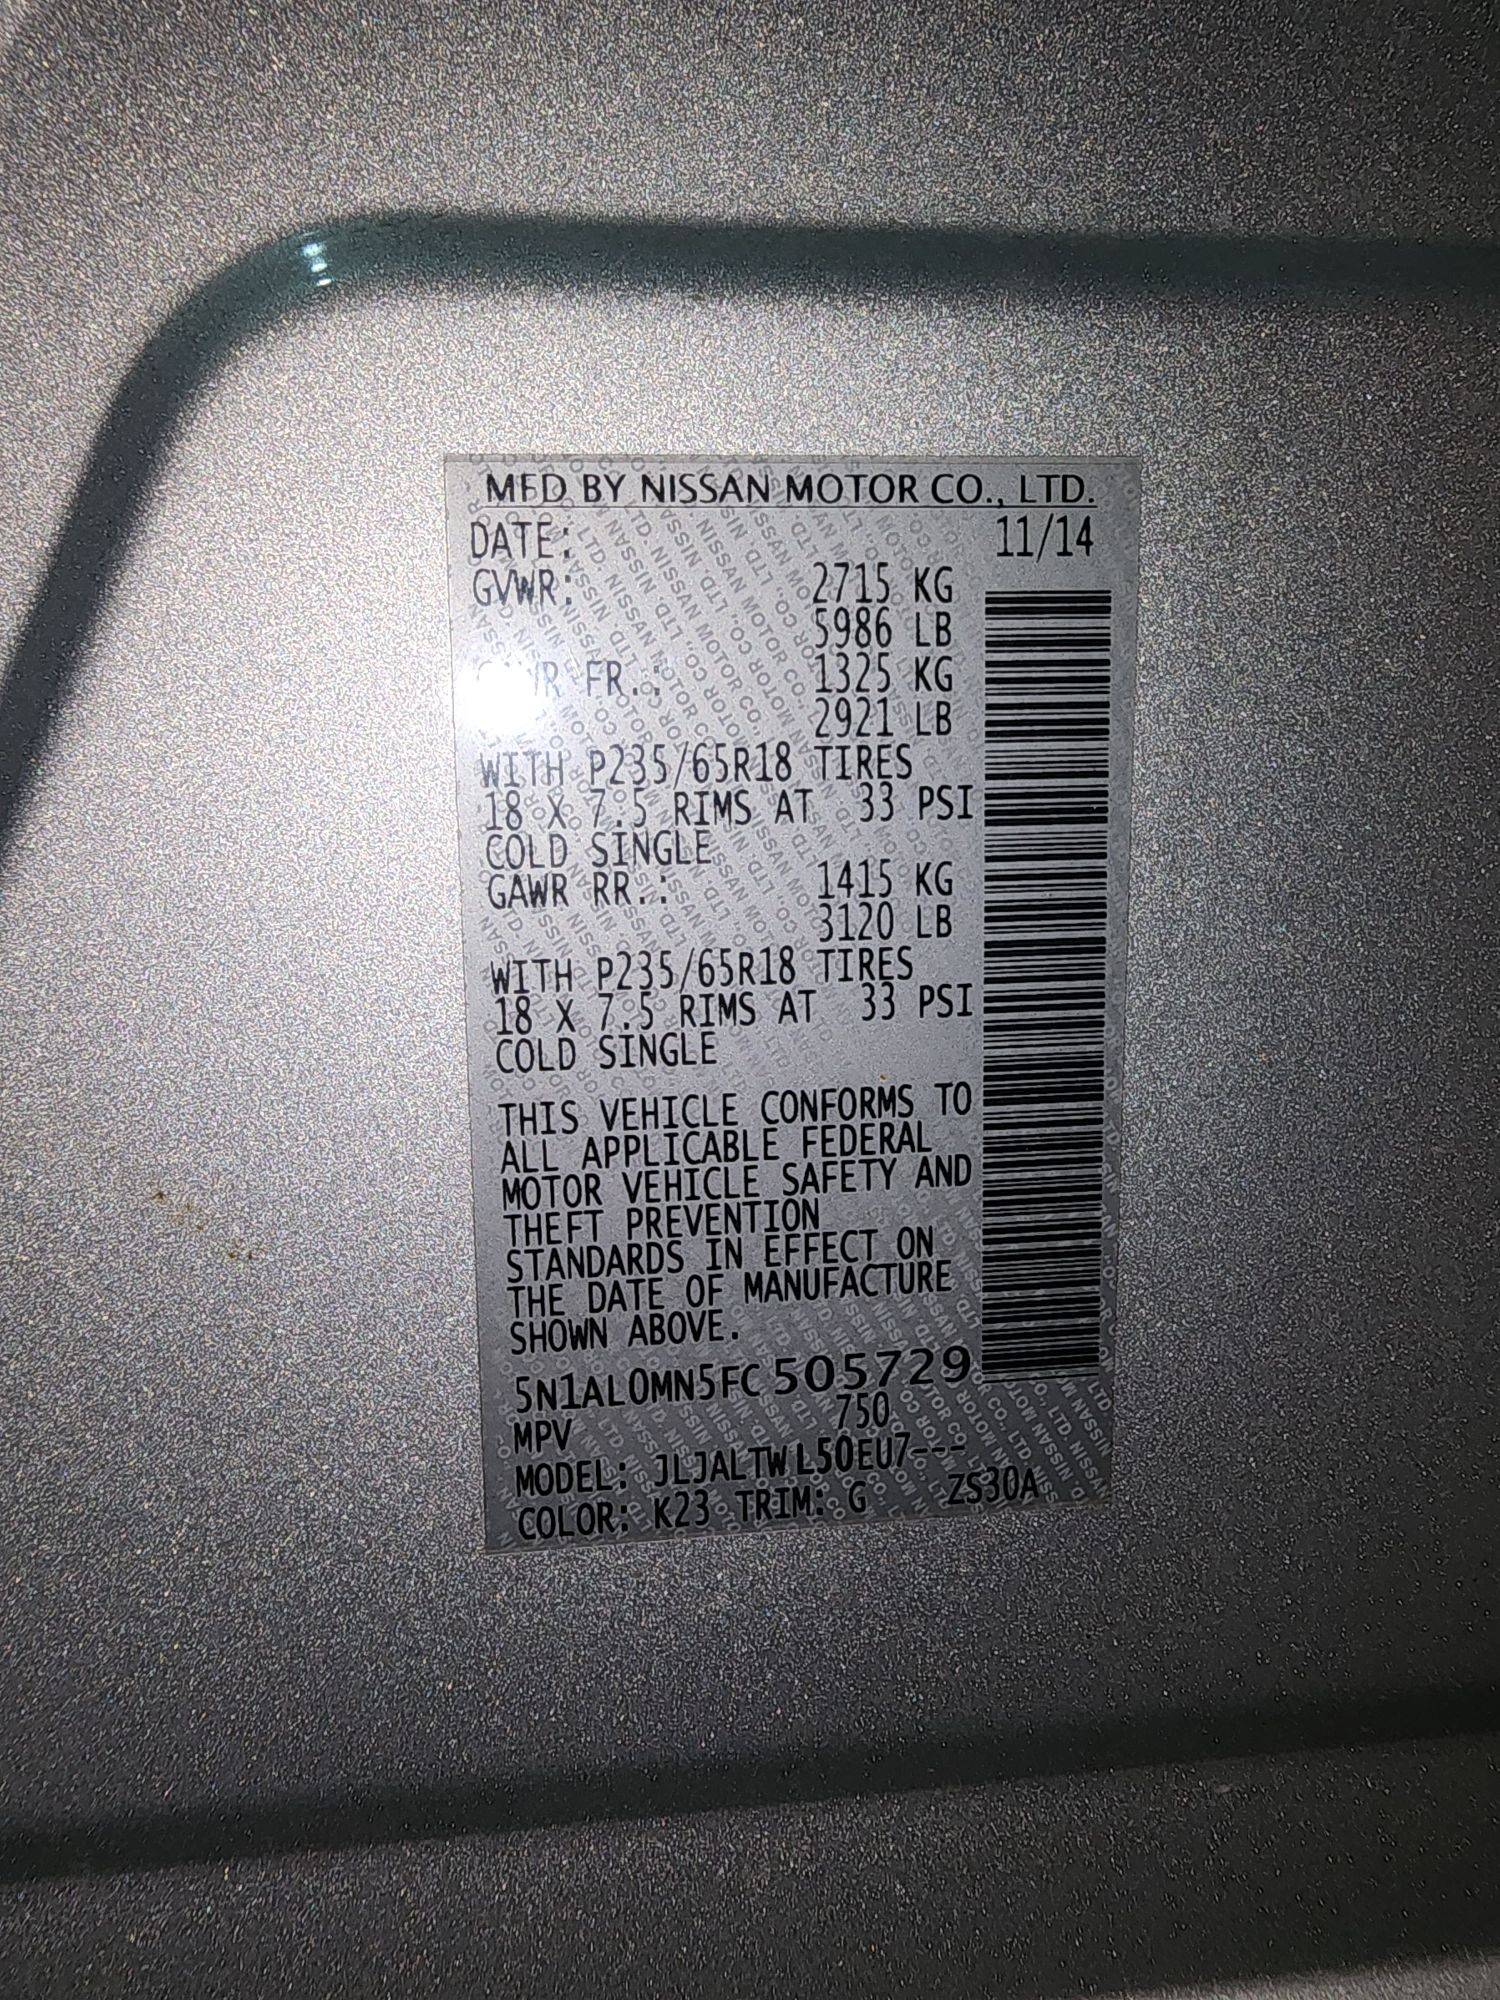 MFD BY NISSAN MOTOR CO., LTD.
DATE: 11/14
GVWR: 2715 KG
5986 LB
FR.: 1325 KG
2921 LB
WITH P235/65R18 TIRES
18 X 7.5 RIMS AT 33 PSI
COLD SINGLE
GAWR RR.: 1415 KG
3120 LB
WITH P235/65R18 TIRES
18 X 7.5 RIMS AT 33 PSI
COLD SINGLE
THIS VEHICLE CONFORMS TO
ALL APPLICABLE FEDERAL
MOTOR VEHICLE SAFETY AND
THEFT PREVENTION
STANDARDS IN EFFECT ON
THE DATE OF MANUFACTURE
SHOWN ABOVE.
5N1AL0MN5FC 505729
MPV 750
MODEL: JLJALTWL50EU7---
COLOR: K23 TRIM: G ZS30A